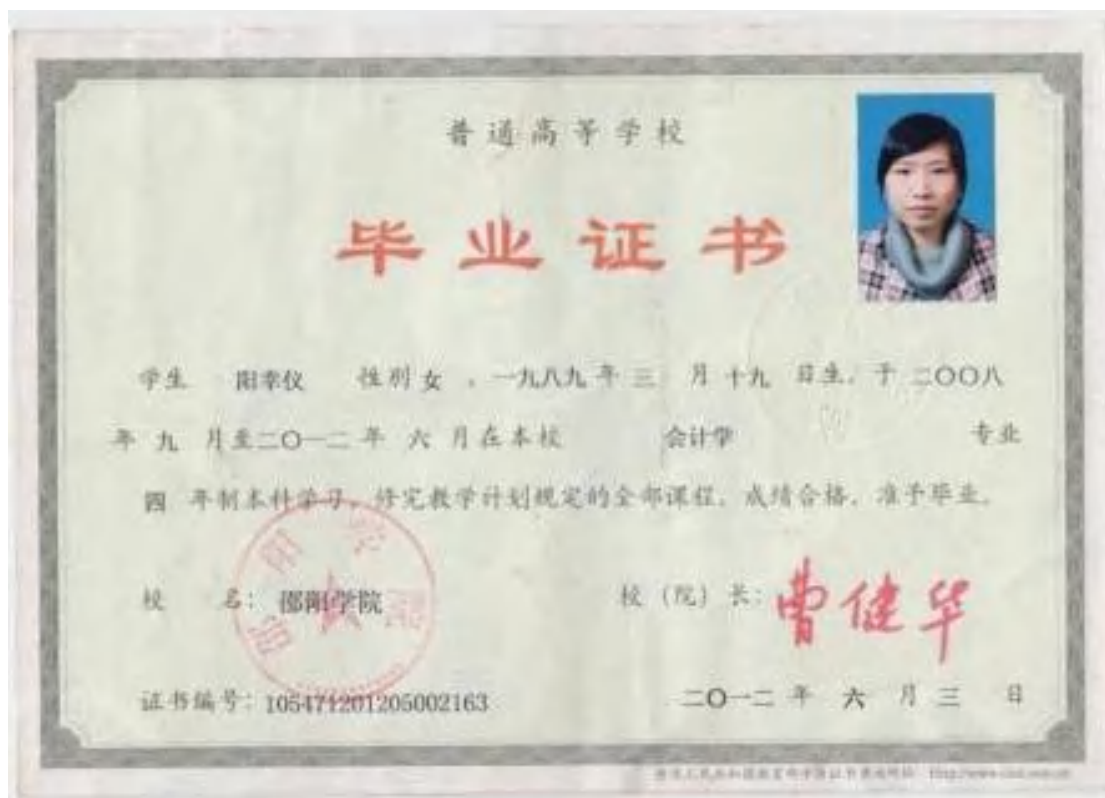 普通高等学校
毕业证书
学生 阳幸仪 性别 女 ，一九八九 年 三 月 十九 日生，于 二〇〇八
年 九 月至二〇一二 年 六 月在本校 会计学 专业
四 年制本科学习，修完教学计划规定的全部课程，成绩合格，准予毕业。
校 名：邵阳学院 校（院）长：曹健华
证书编号：105471201205002163 二〇一二 年 六 月 三 日